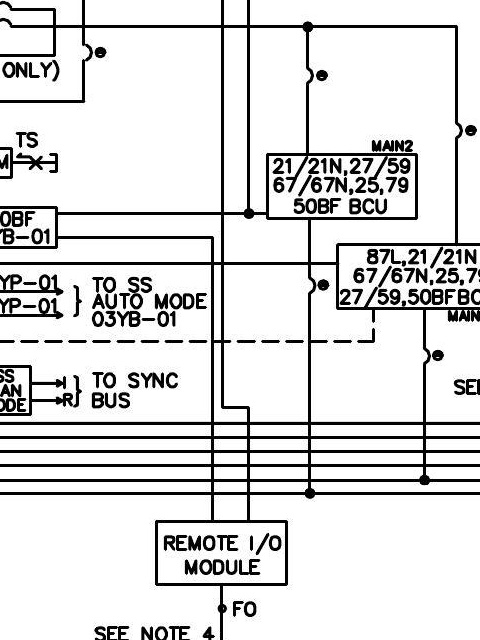 ONLY)
TS
MAIN2
21/21N,27/59
67/67N,25,79
50BF BCU
0BF
YB-01
87L,21/21N
67/67N,25,79
27/59,50BF BC
MAIN
YP-01
YP-01
TO SS
AUTO MODE
03YB-01
SS
AN
ODE
I
R
TO SYNC
BUS
SEE
REMOTE I/O
MODULE
FO
SEE NOTE 4